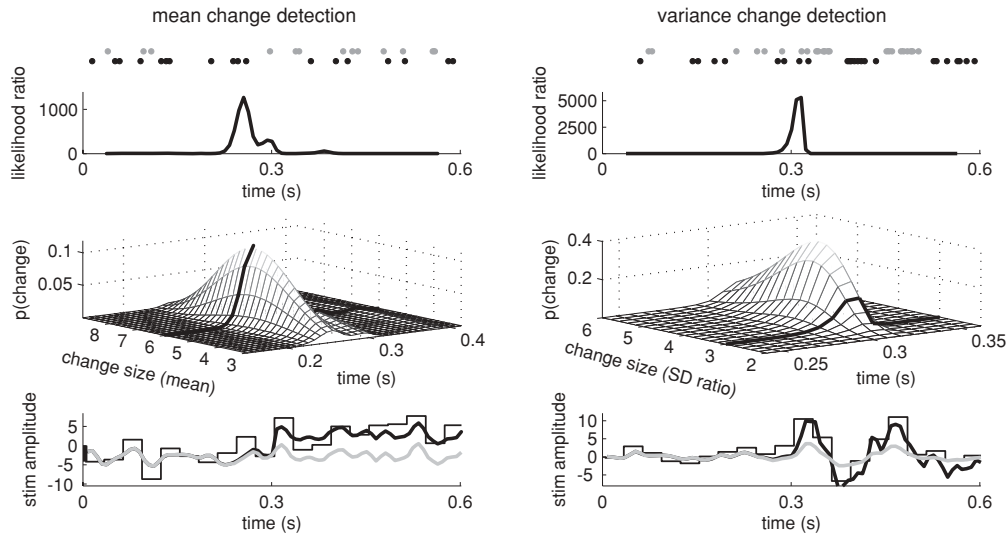 mean change detection
variance change detection
likelihood ratio
1000
0
0
0.3
0.6
time (s)
likelihood ratio
5000
2500
0
0
0.3
0.6
time (s)
p(change)
0.1
0.05
8
7
6
5
4
3
0.2
0.3
0.4
change size (mean)
time (s)
p(change)
0.4
0.2
6
5
4
3
2
0.25
0.3
0.35
change size (SD ratio)
time (s)
stim amplitude
5
0
-5
-10
0
0.3
0.6
time (s)
stim amplitude
10
5
0
-5
0
0.3
0.6
time (s)